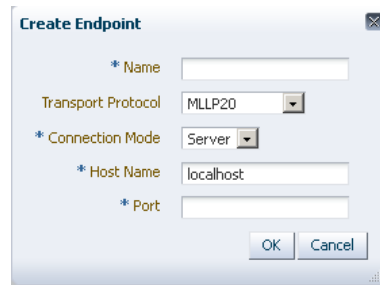 Create Endpoint
* Name
Transport Protocol MLLP20
* Connection Mode Server
* Host Name localhost
* Port
OK Cancel